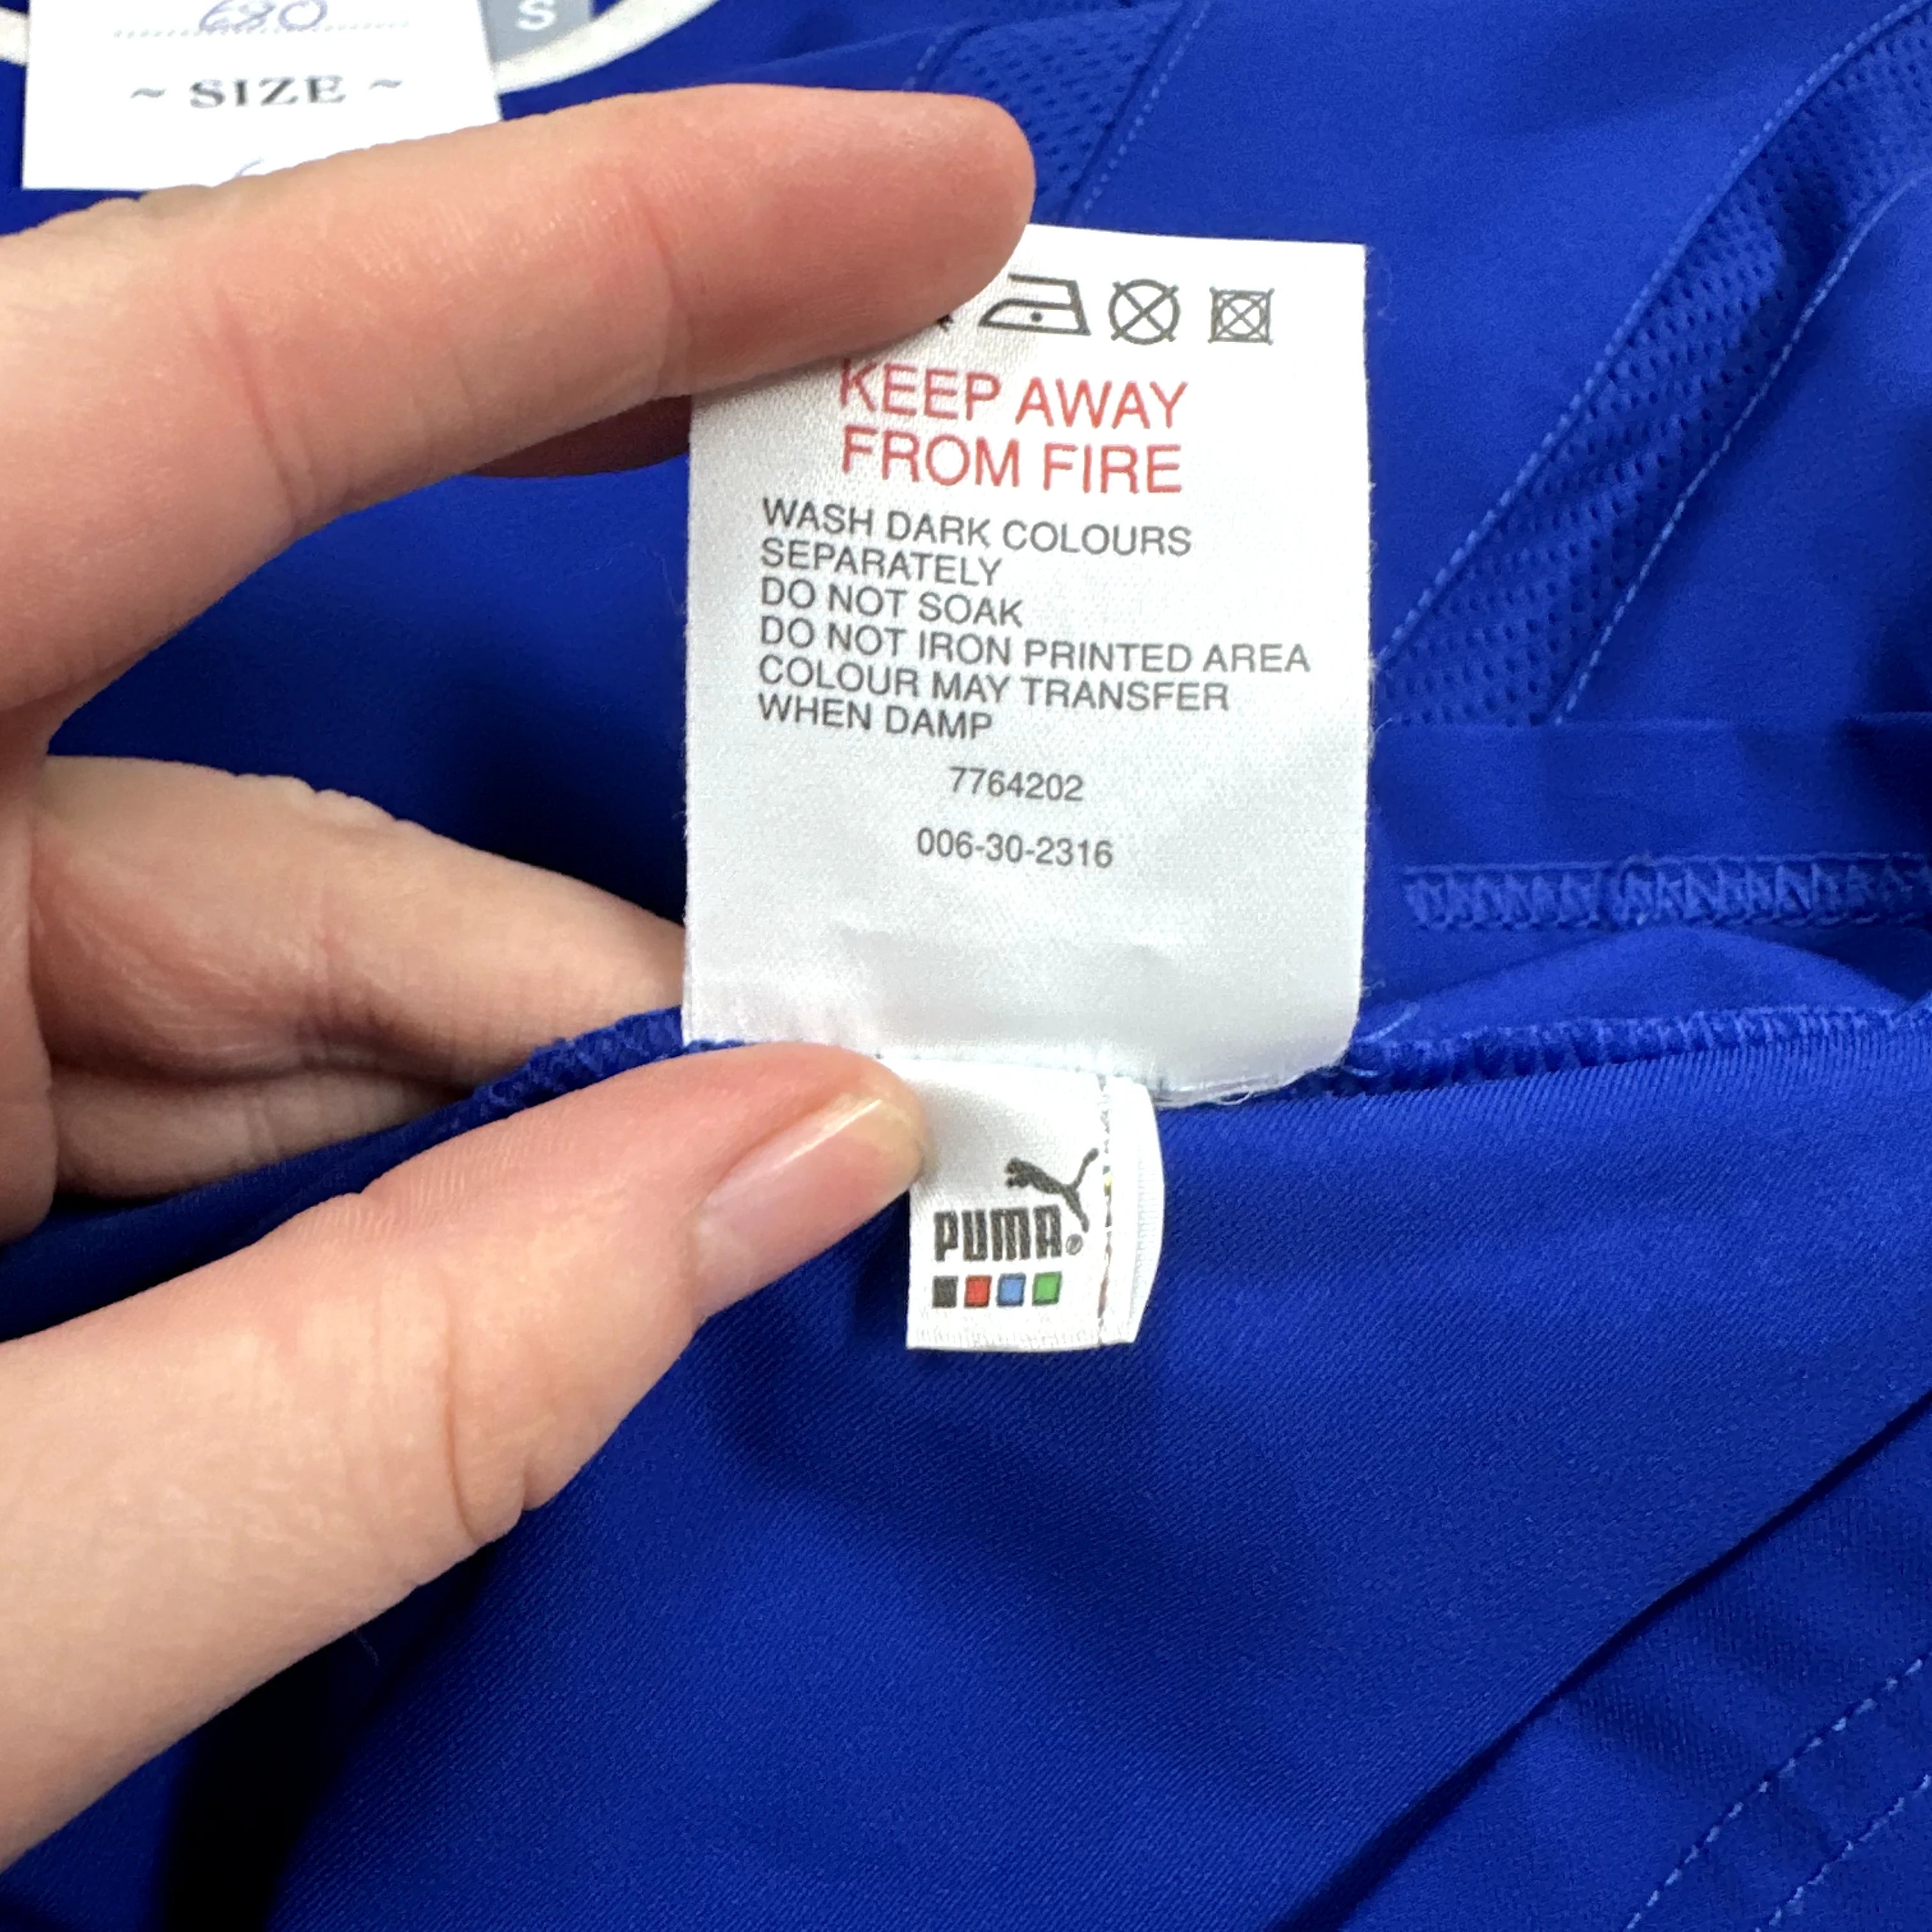 £80
S
~ SIZE ~
KEEP AWAY
FROM FIRE
WASH DARK COLOURS
SEPARATELY
DO NOT SOAK
DO NOT IRON PRINTED AREA
COLOUR MAY TRANSFER
WHEN DAMP
7764202
006-30-2316
PUMA®